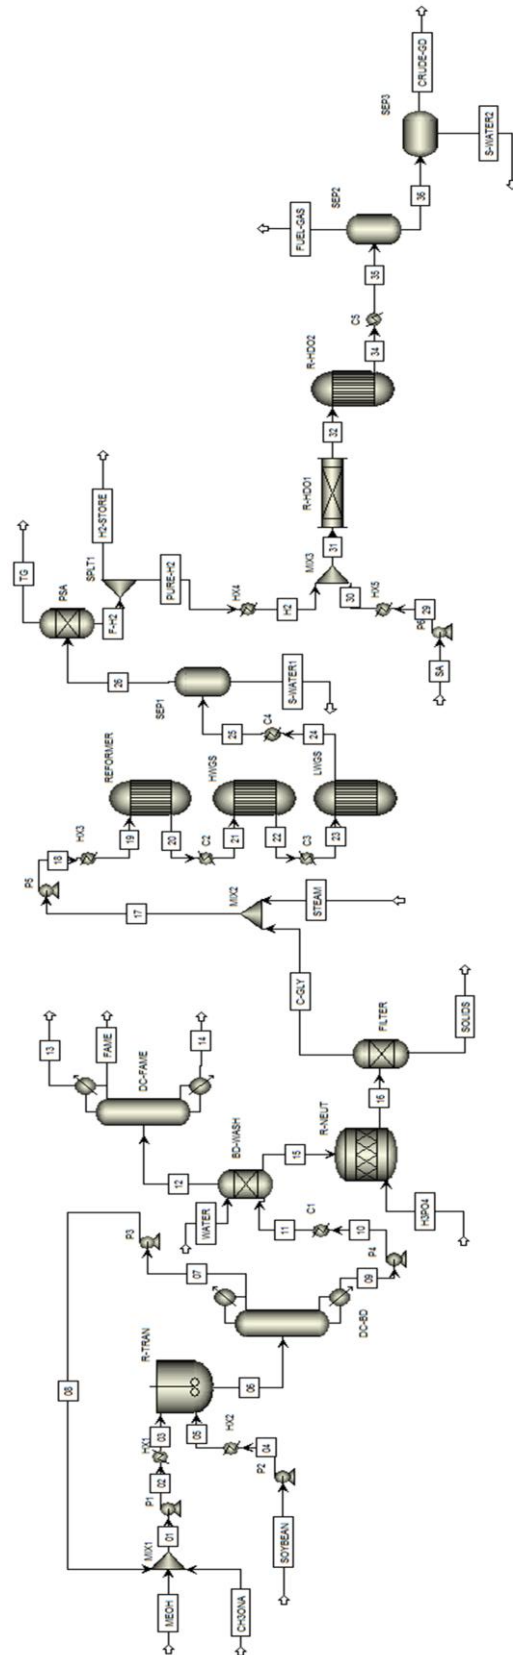 MEOH
CH3ONA
MIX1
01
P1
02
HX1
03
08
SOYBEAN
P2
04
HX2
05
R-TRAN
06
DC-BD
07
P3
09
P4
10
C1
11
WATER
BD-WASH
12
DC-FAME
13
FAME
14
15
H3PO4
R-NEUT
16
FILTER
SOLIDS
C-GLY
STEAM
MIX2
17
P5
18
HX3
19
REFORMER
20
C2
21
HWGS
22
C3
23
LWGS
24
C4
25
SEP1
S-WATER1
26
PSA
TG
F-H2
SPLT1
H2-STORE
PURE-H2
HX4
H2
SA
P6
29
HX5
30
MIX3
31
R-HDO1
32
R-HDO2
34
C5
35
SEP2
FUEL-GAS
36
SEP3
CRUDE-GD
S-WATER2